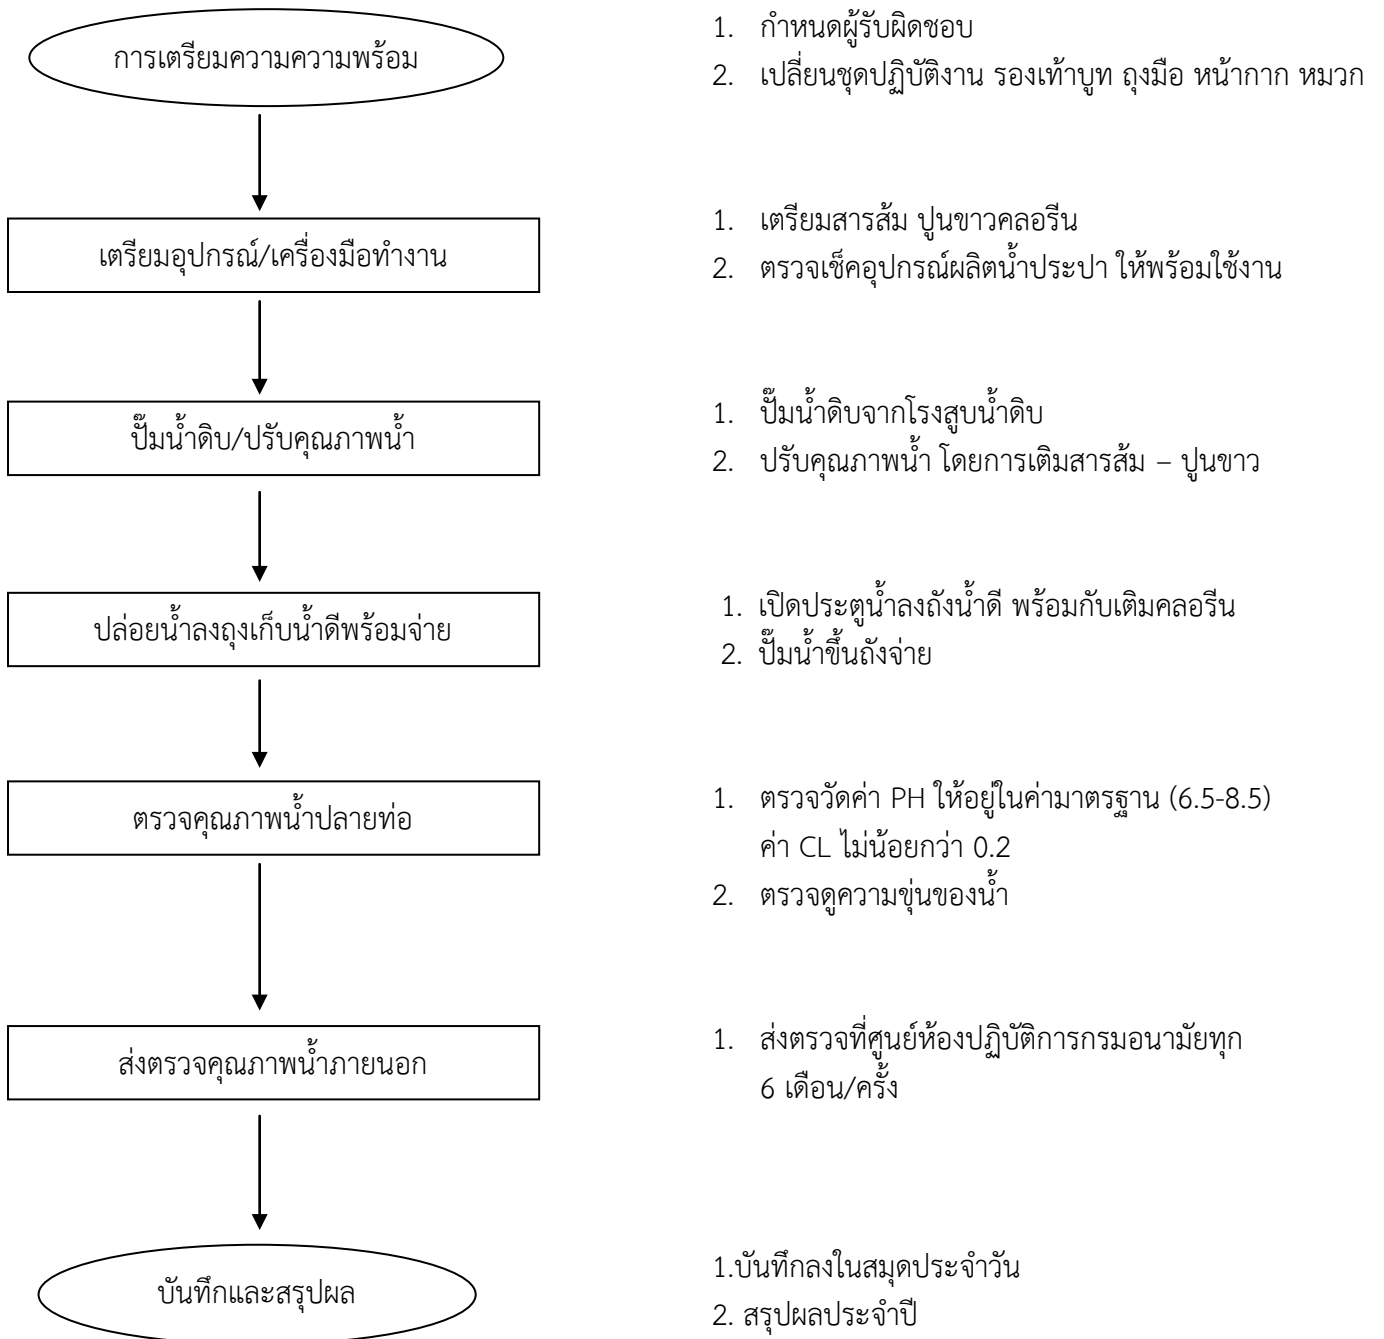 การเตรียมความความพร้อม
1. กำหนดผู้รับผิดชอบ
2. เปลี่ยนชุดปฏิบัติงาน รองเท้าบูท ถุงมือ หน้ากาก หมวก
เตรียมอุปกรณ์/เครื่องมือทำงาน
1. เตรียมสารส้ม ปูนขาวคลอรีน
2. ตรวจเช็คอุปกรณ์ผลิตน้ำประปา ให้พร้อมใช้งาน
ปั๊มน้ำดิบ/ปรับคุณภาพน้ำ
1. ปั๊มน้ำดิบจากโรงสูบน้ำดิบ
2. ปรับคุณภาพน้ำ โดยการเติมสารส้ม – ปูนขาว
ปล่อยน้ำลงถุงเก็บน้ำดีพร้อมจ่าย
1. เปิดประตูน้ำลงถังน้ำดี พร้อมกับเติมคลอรีน
2. ปั๊มน้ำขึ้นถังจ่าย
ตรวจคุณภาพน้ำปลายท่อ
1. ตรวจวัดค่า PH ให้อยู่ในค่ามาตรฐาน (6.5-8.5)
ค่า CL ไม่น้อยกว่า 0.2
2. ตรวจดูความขุ่นของน้ำ
ส่งตรวจคุณภาพน้ำภายนอก
1. ส่งตรวจที่ศูนย์ห้องปฏิบัติการกรมอนามัยทุก
6 เดือน/ครั้ง
บันทึกและสรุปผล
1.บันทึกลงในสมุดประจำวัน
2. สรุปผลประจำปี